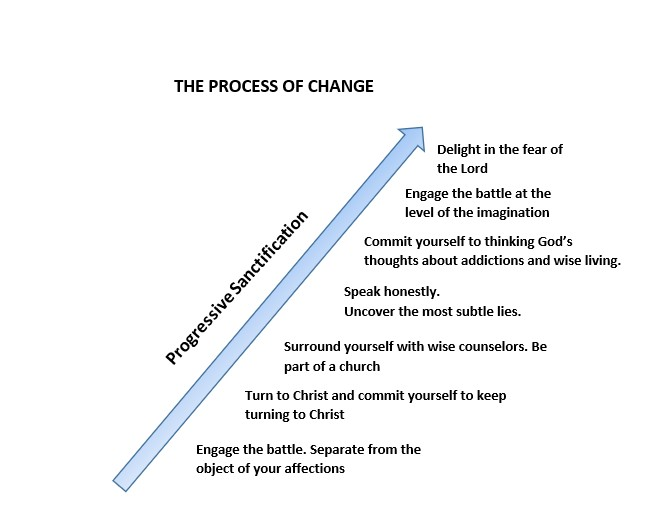 THE PROCESS OF CHANGE
Delight in the fear of
the Lord
Engage the battle at the
level of the imagination
Commit yourself to thinking God’s
thoughts about addictions and wise living.
Progressive Sanctification
Speak honestly.
Uncover the most subtle lies.
Surround yourself with wise counselors. Be
part of a church
Turn to Christ and commit yourself to keep
turning to Christ
Engage the battle. Separate from the
object of your affections